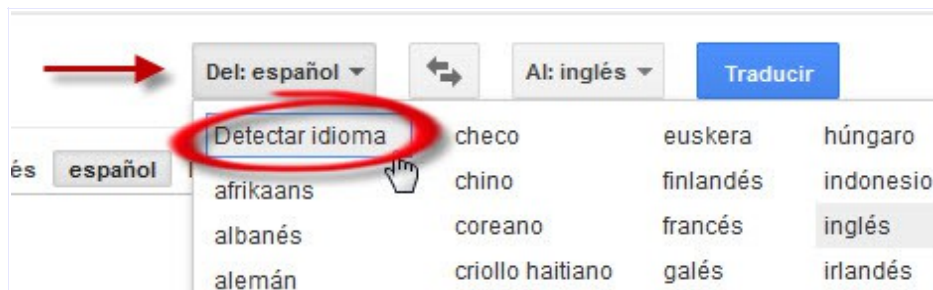 Del: español Al: inglés Traducir
Detectar idioma checo euskera húngaro
és español
afrikaans chino finlandés indonesio
albanés coreano francés inglés
alemán criollo haitiano galés irlandés